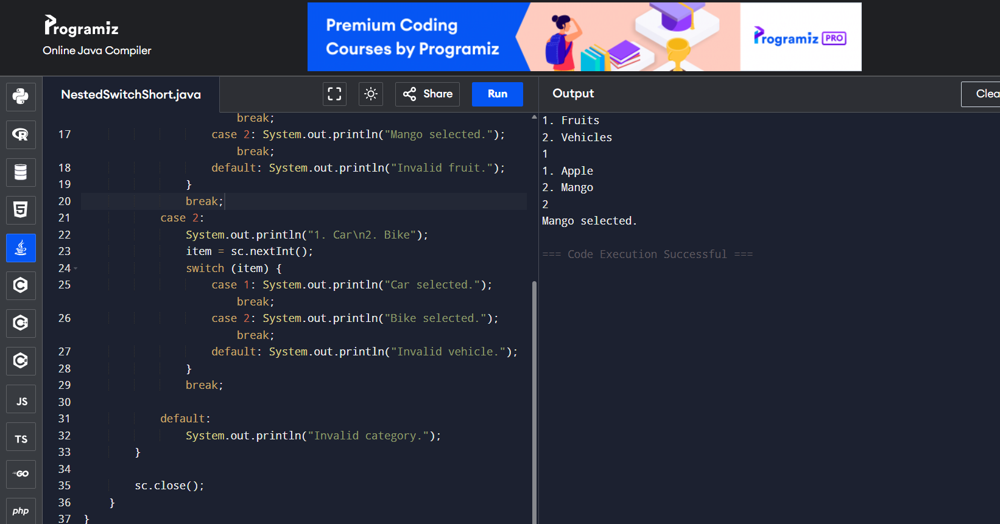 Programiz
Online Java Compiler
Premium Coding
Courses by Programiz
Programiz PRO
NestedSwitchShort.java
Share
Run
Output
Clea
                            break;
17                        case 2: System.out.println("Mango selected.");
                            break;
18                        default: System.out.println("Invalid fruit.");
19                    }
20                    break;
21                case 2:
22                    System.out.println("1. Car\n2. Bike");
23                    item = sc.nextInt();
24                    switch (item) {
25                        case 1: System.out.println("Car selected.");
                            break;
26                        case 2: System.out.println("Bike selected.");
                            break;
27                        default: System.out.println("Invalid vehicle.");
28                    }
29                    break;
30
31                default:
32                    System.out.println("Invalid category.");
33            }
34
35            sc.close();
36        }
37    }
1. Fruits
2. Vehicles
1
1. Apple
2. Mango
2
Mango selected.
=== Code Execution Successful ===
R
5
C
C
C
JS
TS
GO
php